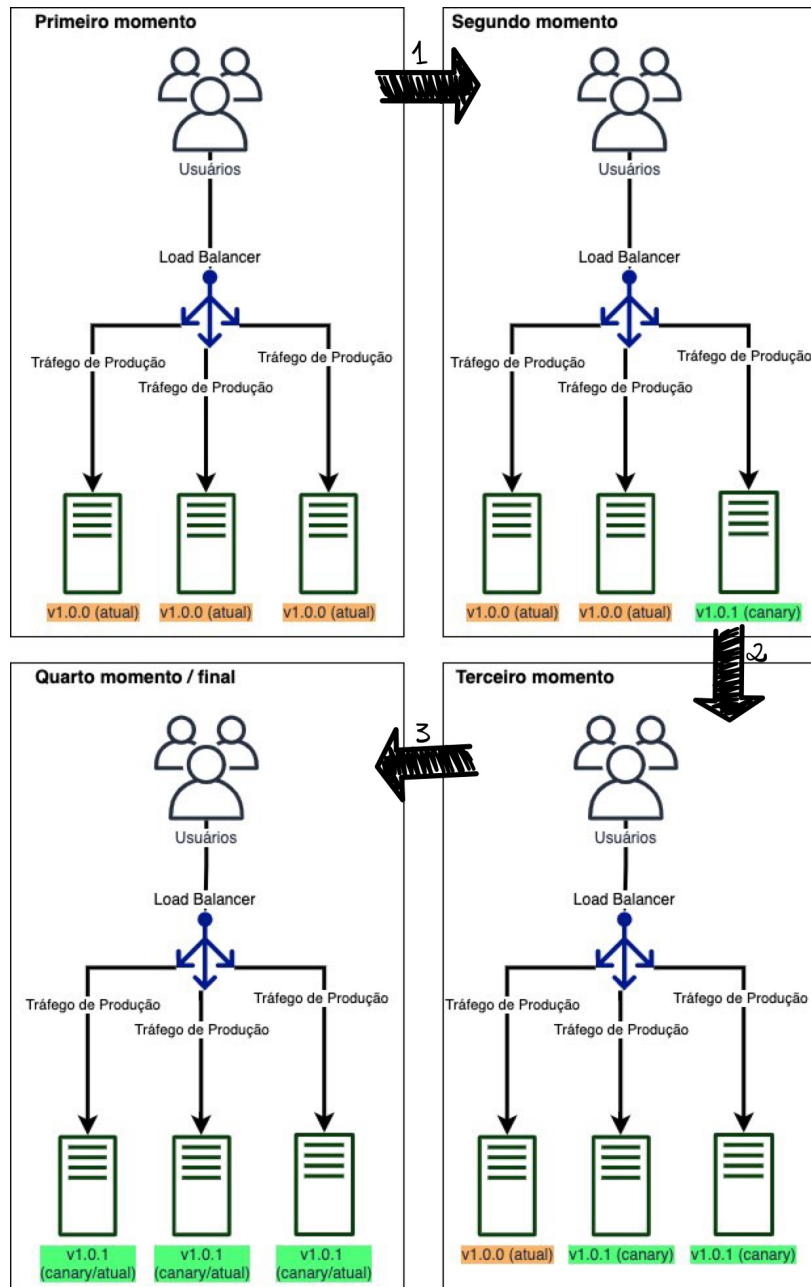 Primeiro momento
Usuários
Load Balancer
Tráfego de Produção
Tráfego de Produção
Tráfego de Produção
v1.0.0 (atual)
v1.0.0 (atual)
v1.0.0 (atual)
1
Segundo momento
Usuários
Load Balancer
Tráfego de Produção
Tráfego de Produção
Tráfego de Produção
v1.0.0 (atual)
v1.0.0 (atual)
v1.0.1 (canary)
2
Terceiro momento
Usuários
Load Balancer
Tráfego de Produção
Tráfego de Produção
Tráfego de Produção
v1.0.0 (atual)
v1.0.1 (canary)
v1.0.1 (canary)
3
Quarto momento / final
Usuários
Load Balancer
Tráfego de Produção
Tráfego de Produção
Tráfego de Produção
v1.0.1
(canary/atual)
v1.0.1
(canary/atual)
v1.0.1
(canary/atual)